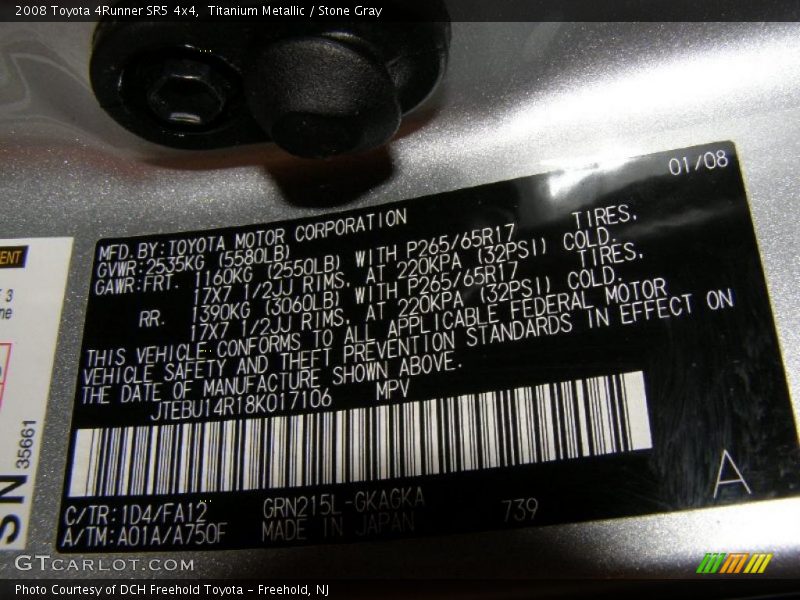 2008 Toyota 4Runner SR5 4x4, Titanium Metallic / Stone Gray
01/08
MFD. BY: TOYOTA MOTOR CORPORATION
GVWR: 2535KG (5580LB)
GAWR: FRT. 1160KG (2550LB) WITH P265/65R17 TIRES,
17X7 1/2JJ RIMS, AT 220KPA (32PSI) COLD.
RR. 1390KG (3060LB) WITH P265/65R17 TIRES,
17X7 1/2JJ RIMS, AT 220KPA (32PSI) COLD.
THIS VEHICLE CONFORMS TO ALL APPLICABLE FEDERAL MOTOR
VEHICLE SAFETY AND THEFT PREVENTION STANDARDS IN EFFECT ON
THE DATE OF MANUFACTURE SHOWN ABOVE.
JTEBU14R18K017106 MPV
A
C/TR: 1D4/FA12 GRN215L-GKAGKA 739
A/TM: A01A/A750F MADE IN JAPAN
ENT
3
ne
SN 35661
GTCARLOT.COM
Photo Courtesy of DCH Freehold Toyota - Freehold, NJ